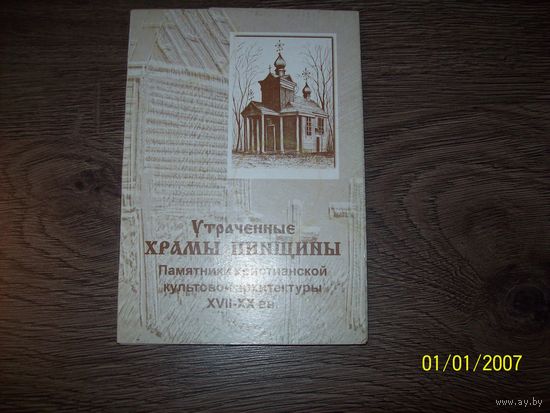 Утраченные
храмы Пинщины
Памятники христианской
культовой архитектуры
XVII-XX вв.
01/01/2007
www.ay.by